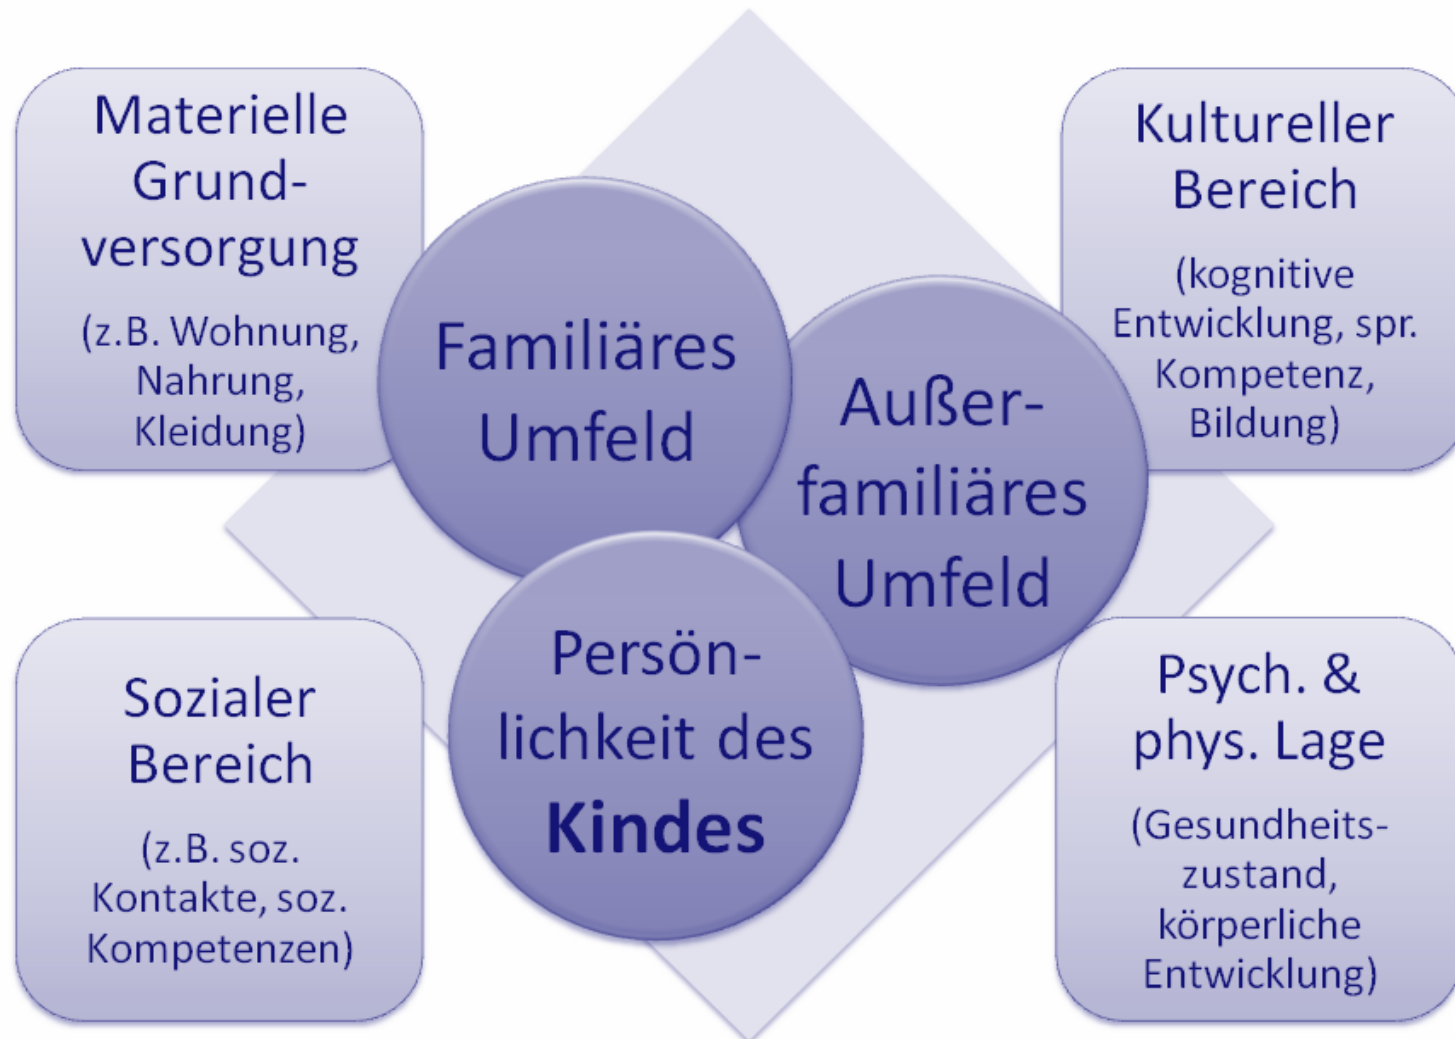 Materielle
Grund-
versorgung
(z.B. Wohnung,
Nahrung,
Kleidung)
Kultureller
Bereich
(kognitive
Entwicklung, spr.
Kompetenz,
Bildung)
Familiäres
Umfeld
Außer-
familiäres
Umfeld
Persön-
lichkeit des
Kindes
Sozialer
Bereich
(z.B. soz.
Kontakte, soz.
Kompetenzen)
Psych. &
phys. Lage
(Gesundheits-
zustand,
körperliche
Entwicklung)